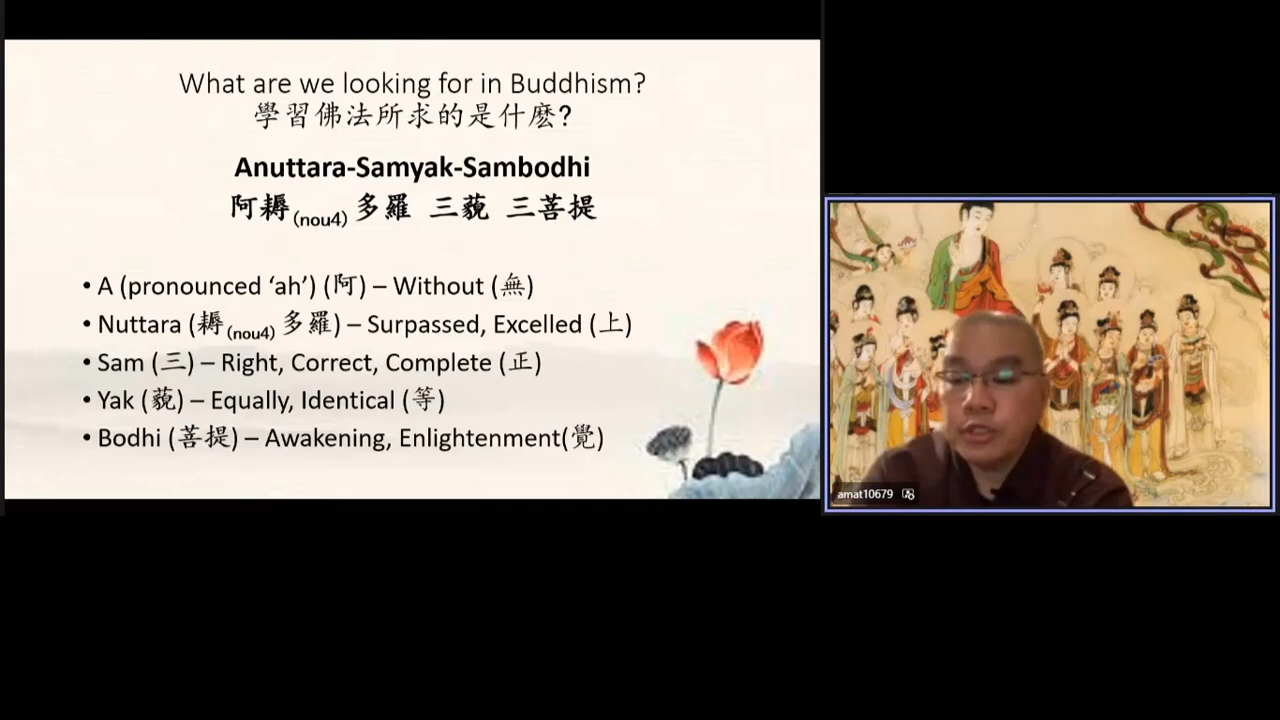 What are we looking for in Buddhism?
學習佛法所求的是什麽?
Anuttara-Samyak-Sambodhi
阿耨(nou4)多羅 三藐 三菩提
• A (pronounced ‘ah’) (阿) – Without (無)
• Nuttara (耨(nou4)多羅) – Surpassed, Excelled (上)
• Sam (三) – Right, Correct, Complete (正)
• Yak (藐) – Equally, Identical (等)
• Bodhi (菩提) – Awakening, Enlightenment(覺)
amat10679